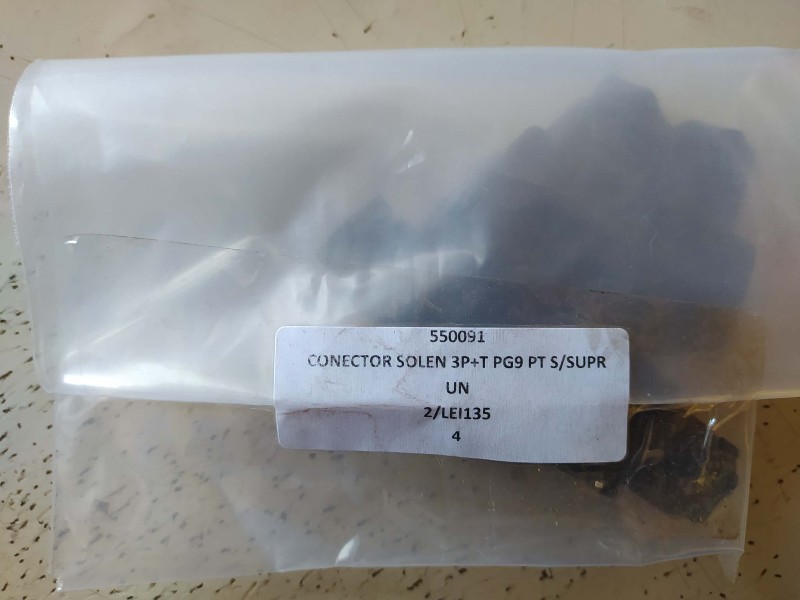 550091
CONECTOR SOLEN 3P+T PG9 PT S/SUPR
UN
2/LEI135
4